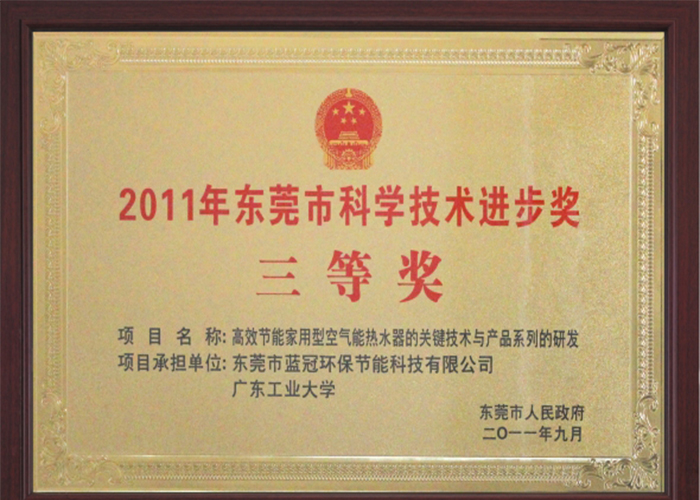 2011年东莞市科学技术进步奖
三等奖
项目名称:高效节能家用型空气能热水器的关键技术与产品系列的研发
项目承担单位:东莞市蓝冠环保节能科技有限公司
广东工业大学
东莞市人民政府
二〇一一年九月